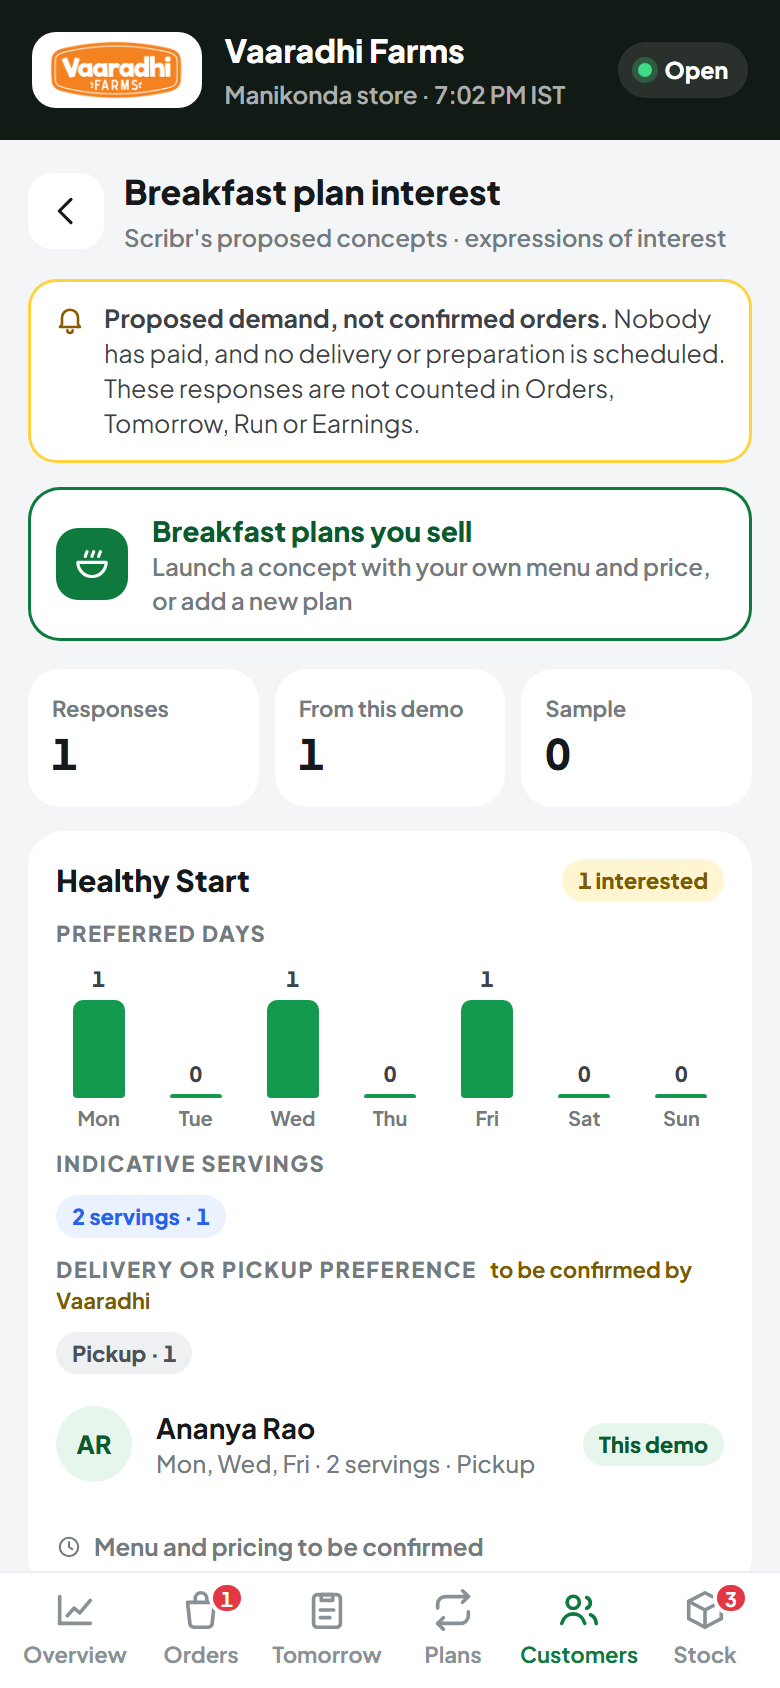 Vaaradhi
FARMS
Vaaradhi Farms
Manikonda store · 7:02 PM IST
Open
Breakfast plan interest
Scribr's proposed concepts · expressions of interest
Proposed demand, not confirmed orders. Nobody
has paid, and no delivery or preparation is scheduled.
These responses are not counted in Orders,
Tomorrow, Run or Earnings.
Breakfast plans you sell
Launch a concept with your own menu and price,
or add a new plan
Responses
1
From this demo
1
Sample
0
Healthy Start
1 interested
PREFERRED DAYS
1 0 1 0 1 0 0
Mon Tue Wed Thu Fri Sat Sun
INDICATIVE SERVINGS
2 servings · 1
DELIVERY OR PICKUP PREFERENCE to be confirmed by
Vaaradhi
Pickup · 1
AR
Ananya Rao
Mon, Wed, Fri · 2 servings · Pickup
This demo
Menu and pricing to be confirmed
1
3
Overview Orders Tomorrow Plans Customers Stock